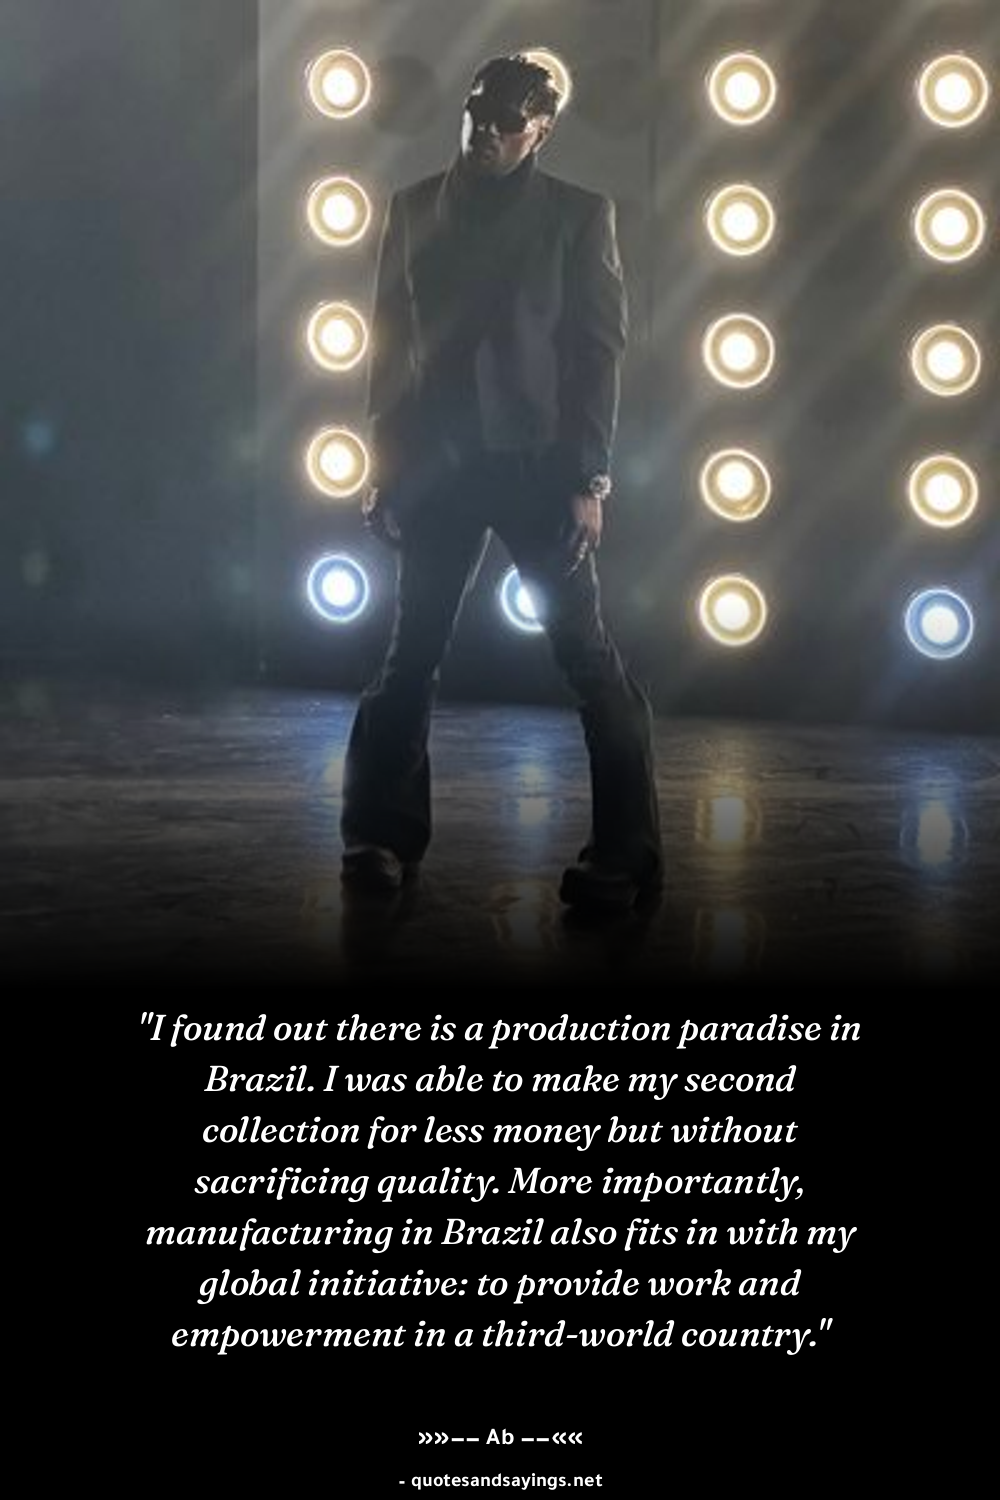 "I found out there is a production paradise in
Brazil. I was able to make my second
collection for less money but without
sacrificing quality. More importantly,
manufacturing in Brazil also fits in with my
global initiative: to provide work and
empowerment in a third-world country."
»»—— Ab ——««
- quotesandsayings.net